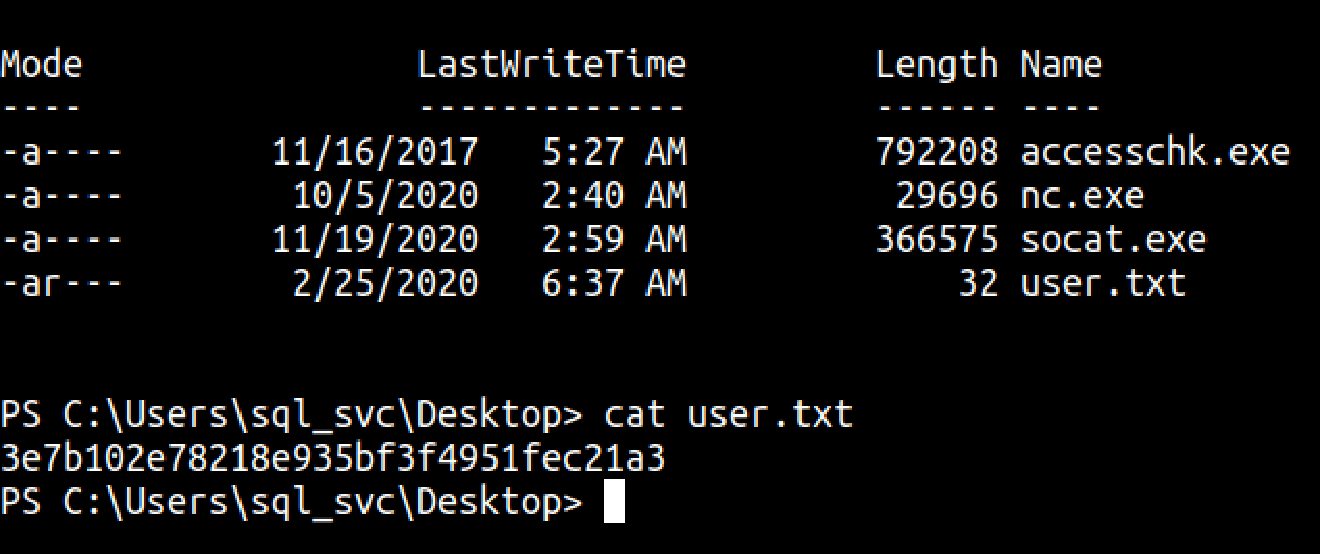 Mode                LastWriteTime         Length Name
----                -------------         ------ ----
-a----       11/16/2017   5:27 AM         792208 accesschk.exe
-a----        10/5/2020   2:40 AM          29696 nc.exe
-a----       11/19/2020   2:59 AM         366575 socat.exe
-ar---        2/25/2020   6:37 AM             32 user.txt
PS C:\Users\sql_svc\Desktop> cat user.txt
3e7b102e78218e935bf3f4951fec21a3
PS C:\Users\sql_svc\Desktop>